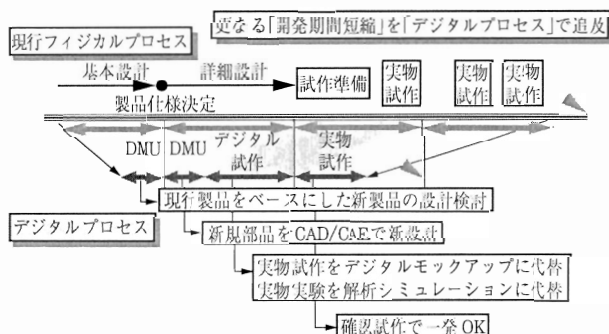 更なる「開発期間短縮」を「デジタルプロセス」で追及
現行フィジカルプロセス
基本設計
詳細設計
試作準備
実物
試作
実物
試作
実物
試作
製品仕様決定
DMU
DMU
デジタル
試作
実物
試作
現行製品をベースにした新製品の設計検討
デジタルプロセス
新規部品をCAD/CAEで新設計
実物試作をデジタルモックアップに代替
実物実験を解析シミュレーションに代替
確認試作で一発OK